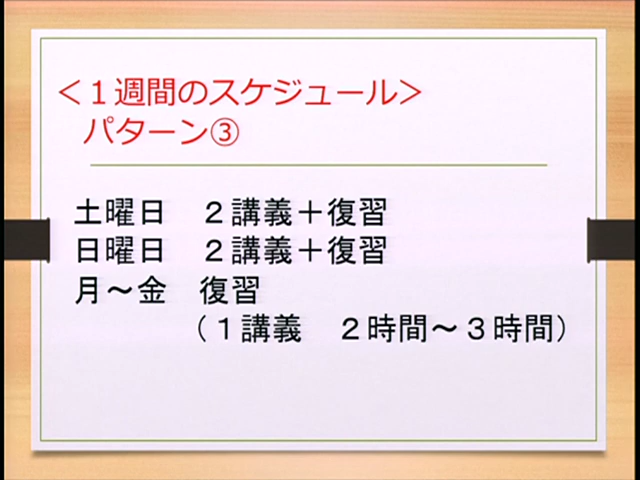 ＜１週間のスケジュール＞
パターン③
土曜日　２講義＋復習
日曜日　２講義＋復習
月～金　復習
（１講義　２時間～３時間）